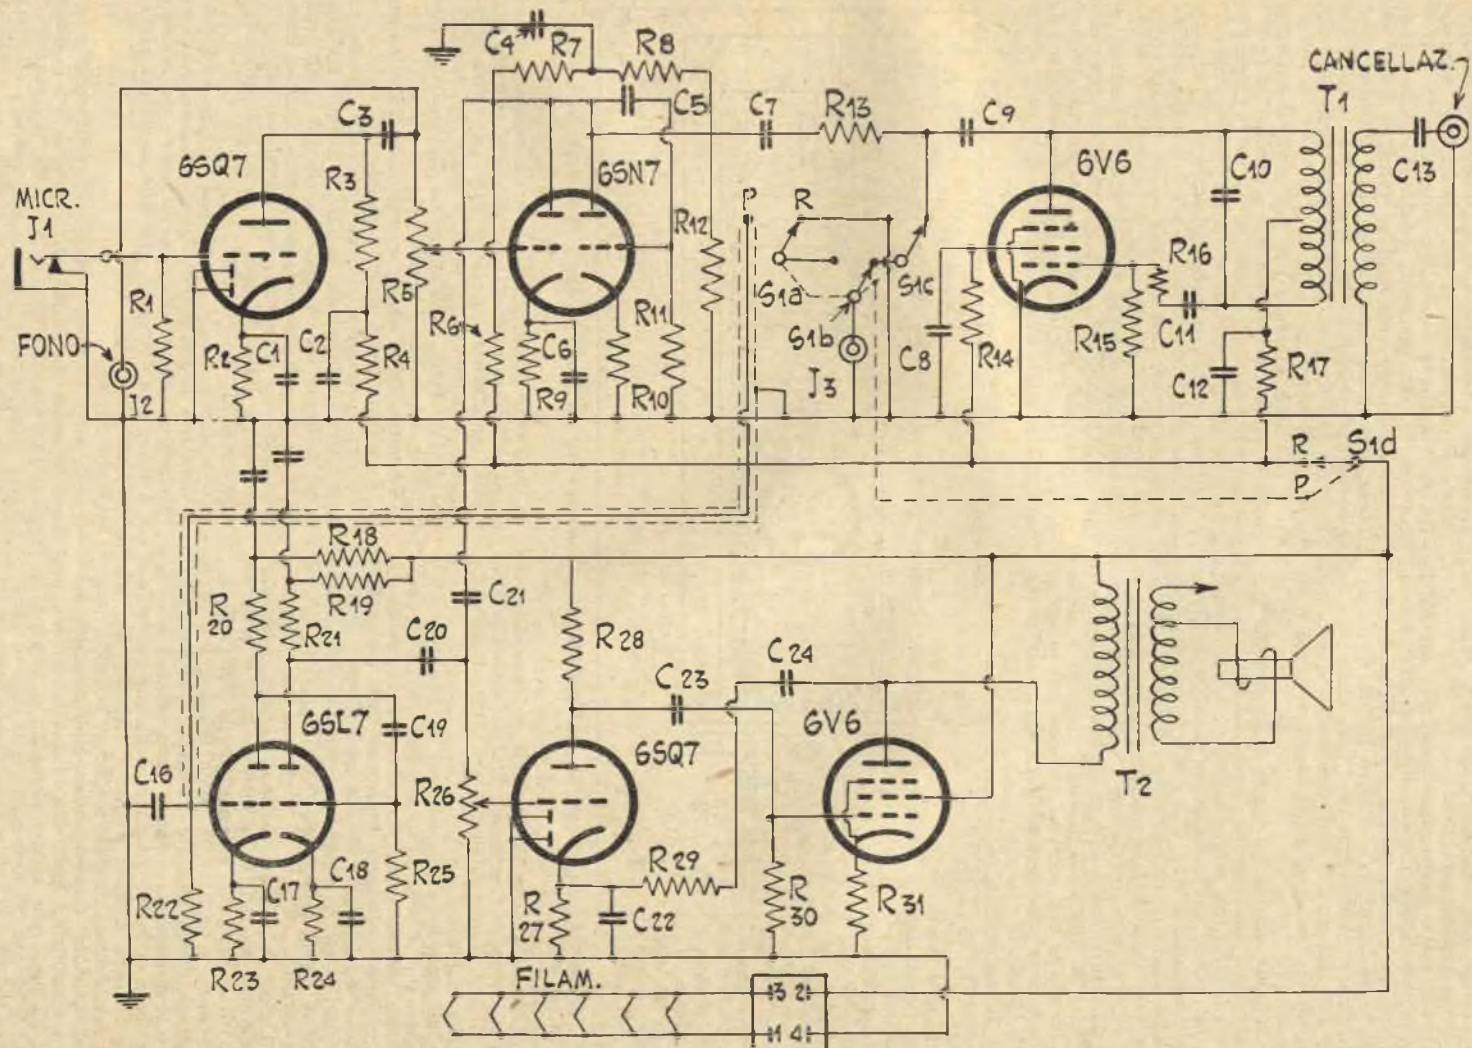 C4
R7
R8
CANCELLAZ.
T1
C3
C5
C7
R13
C9
6SQ7
6SN7
6V6
C10
C13
MICR.
J1
R3
P
R
R12
R16
R1
R5
S1a
S1c
C11
FONO
R2
C1
C2
R4
R6
C6
R11
S1b
C8
R14
R15
C12
R17
J2
R9
R10
J3
R
S1d
P
R18
R19
C21
R
20
R21
C20
R28
C24
C23
6SL7
C19
6SQ7
6V6
C16
R26
T2
R22
C17
C18
R25
R29
R
27
C22
R
30
R31
R23
R24
FILAM.
3 2
1 4